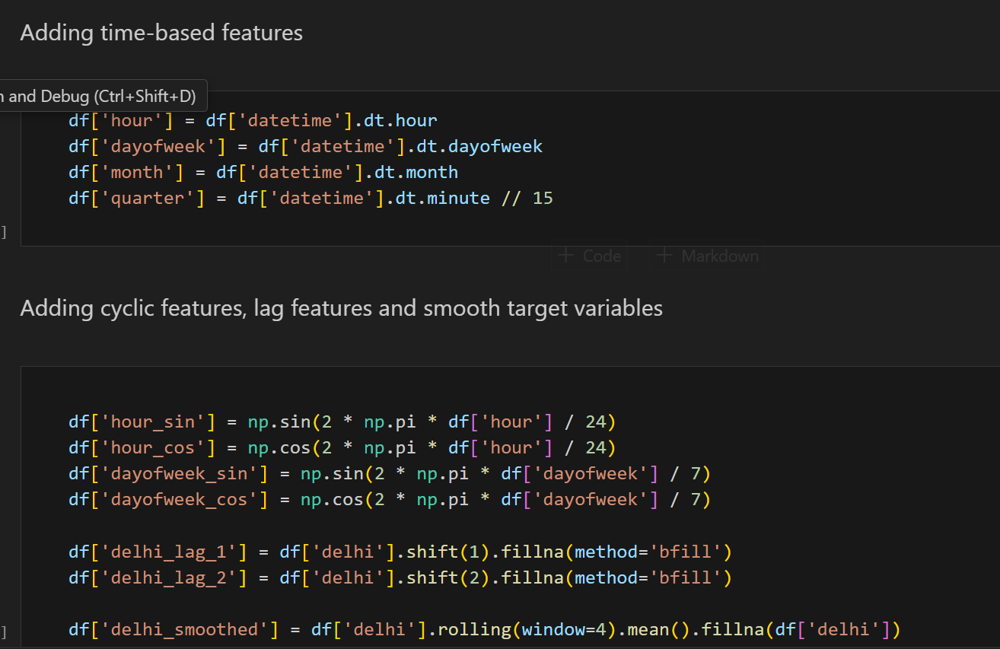 Adding time-based features
and Debug (Ctrl+Shift+D)
df['hour'] = df['datetime'].dt.hour
df['dayofweek'] = df['datetime'].dt.dayofweek
df['month'] = df['datetime'].dt.month
df['quarter'] = df['datetime'].dt.minute // 15
]
+ Code + Markdown
Adding cyclic features, lag features and smooth target variables
df['hour_sin'] = np.sin(2 * np.pi * df['hour'] / 24)
df['hour_cos'] = np.cos(2 * np.pi * df['hour'] / 24)
df['dayofweek_sin'] = np.sin(2 * np.pi * df['dayofweek'] / 7)
df['dayofweek_cos'] = np.cos(2 * np.pi * df['dayofweek'] / 7)
df['delhi_lag_1'] = df['delhi'].shift(1).fillna(method='bfill')
df['delhi_lag_2'] = df['delhi'].shift(2).fillna(method='bfill')
df['delhi_smoothed'] = df['delhi'].rolling(window=4).mean().fillna(df['delhi'])
]